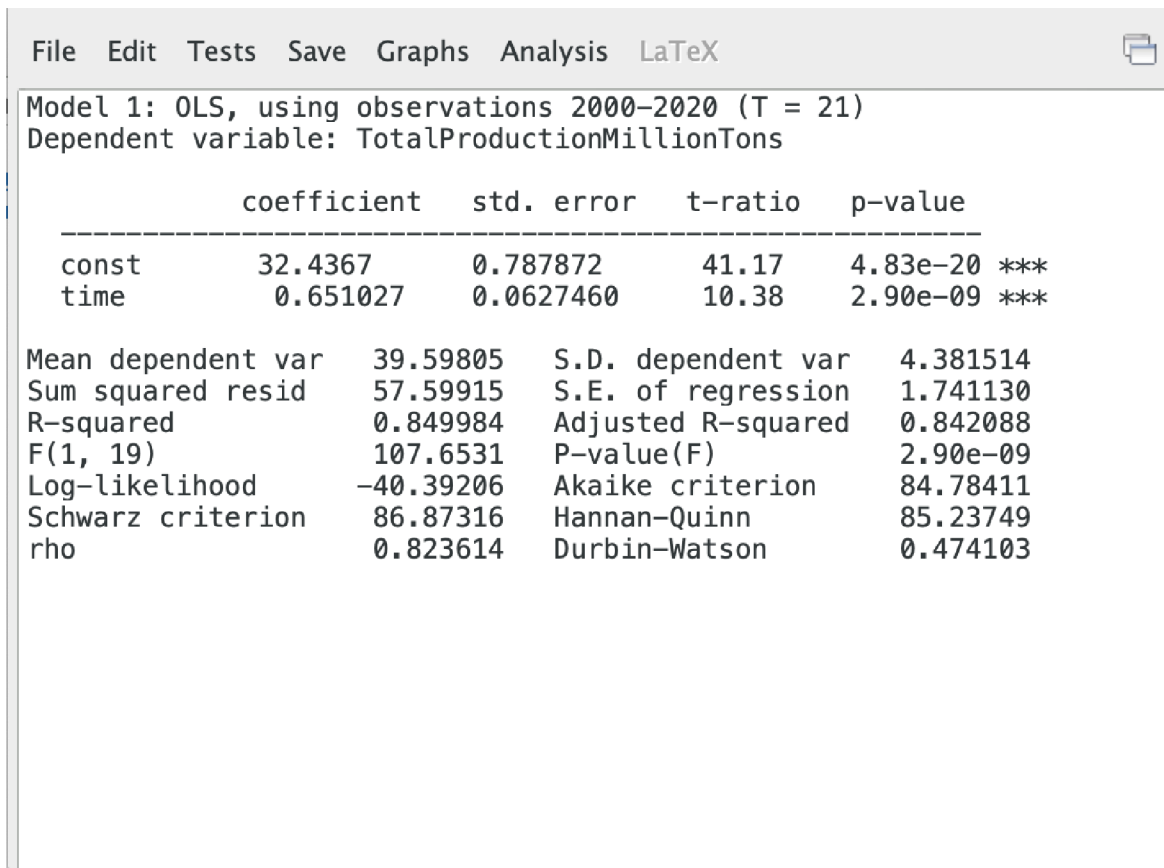 File Edit Tests Save Graphs Analysis LaTeX
Model 1: OLS, using observations 2000-2020 (T = 21)
Dependent variable: TotalProductionMillionTons
coefficient std. error t-ratio p-value
---------------------------------------------------------
const 32.4367 0.787872 41.17 4.83e-20 ***
time 0.651027 0.0627460 10.38 2.90e-09 ***
Mean dependent var 39.59805 S.D. dependent var 4.381514
Sum squared resid 57.59915 S.E. of regression 1.741130
R-squared 0.849984 Adjusted R-squared 0.842088
F(1, 19) 107.6531 P-value(F) 2.90e-09
Log-likelihood -40.39206 Akaike criterion 84.78411
Schwarz criterion 86.87316 Hannan-Quinn 85.23749
rho 0.823614 Durbin-Watson 0.474103